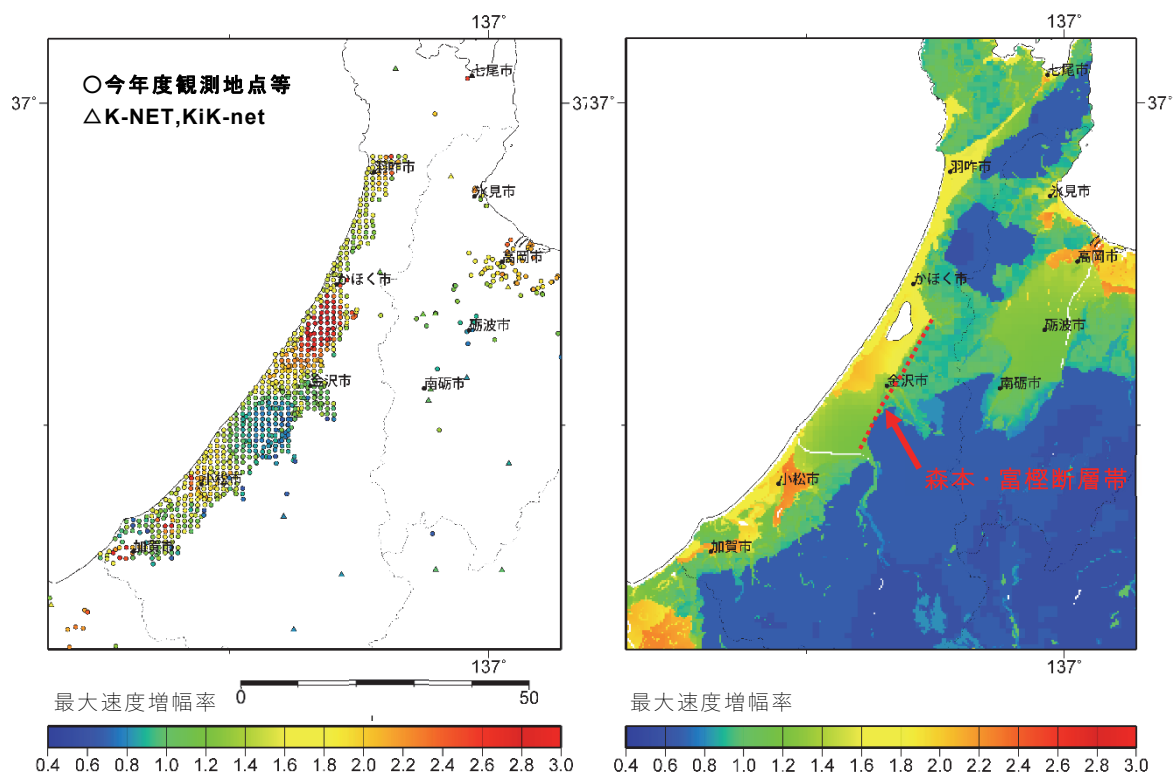 137°
137°
○今年度観測地点等
△K-NET,KiK-net
七尾市
七尾市
37°
37°
37°
羽咋市
羽咋市
氷見市
氷見市
高岡市
高岡市
かほく市
かほく市
砺波市
砺波市
金沢市
金沢市
南砺市
南砺市
森本・富樫断層帯
小松市
小松市
加賀市
加賀市
137°
137°
最大速度増幅率
0 50
最大速度増幅率
0.4 0.6 0.8 1.0 1.2 1.4 1.6 1.8 2.0 2.2 2.4 2.6 2.8 3.0
0.4 0.6 0.8 1.0 1.2 1.4 1.6 1.8 2.0 2.2 2.4 2.6 2.8 3.0